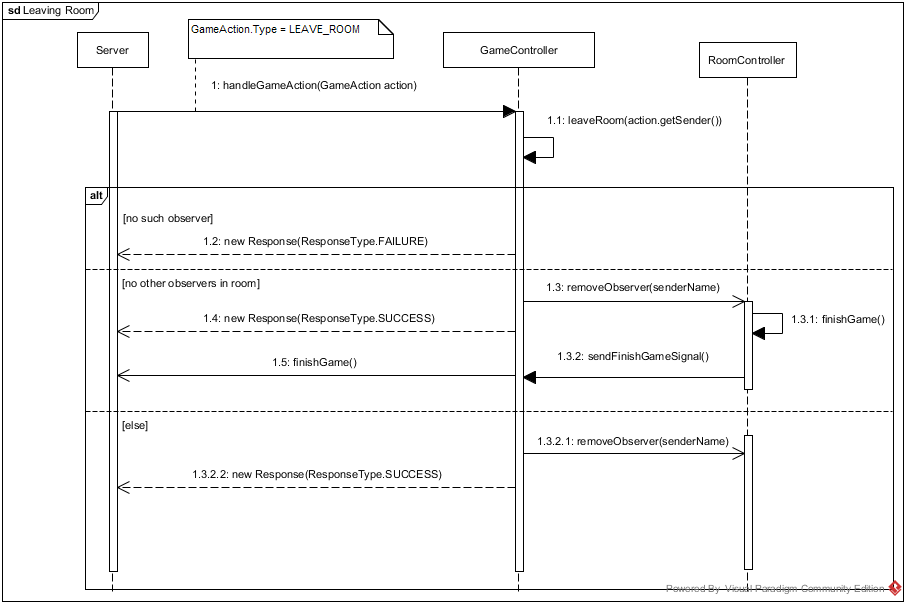 sd Leaving Room
GameAction.Type = LEAVE_ROOM
Server
GameController
RoomController
1: handleGameAction(GameAction action)
1.1: leaveRoom(action.getSender())
alt
[no such observer]
1.2: new Response(ResponseType.FAILURE)
[no other observers in room]
1.3: removeObserver(senderName)
1.4: new Response(ResponseType.SUCCESS)
1.3.1: finishGame()
1.5: finishGame()
1.3.2: sendFinishGameSignal()
[else]
1.3.2.1: removeObserver(senderName)
1.3.2.2: new Response(ResponseType.SUCCESS)
Powered By Visual Paradigm Community Edition